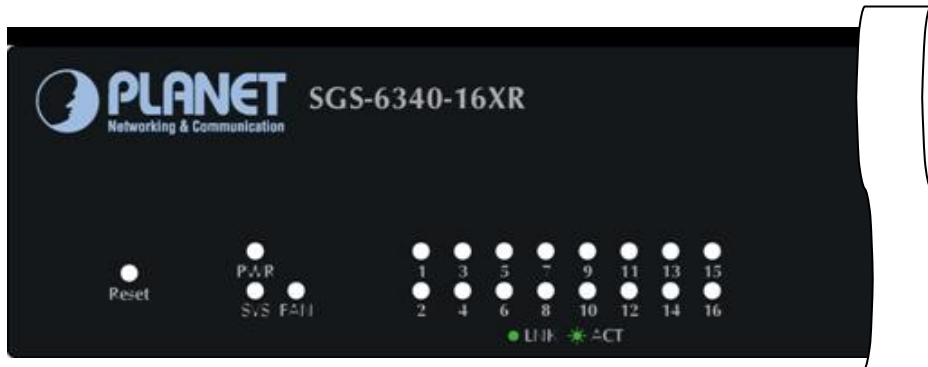 PLANET
Networking & Communication
SGS-6340-16XR
PWR
Reset
SYS FAN
1 3 5 7 9 11 13 15
2 4 6 8 10 12 14 16
LNK ACT